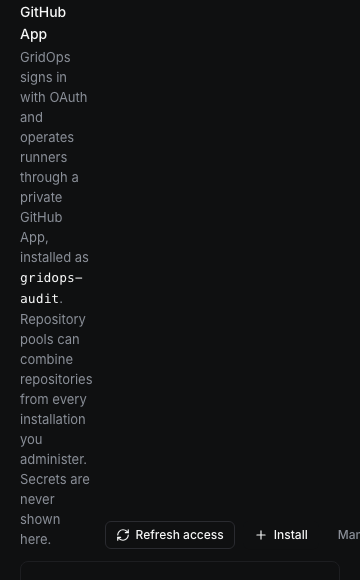 GitHub
App
GridOps
signs in
with OAuth
and
operates
runners
through a
private
GitHub
App,
installed as
gridops-
audit.
Repository
pools can
combine
repositories
from every
installation
you
administer.
Secrets are
never
shown
here.
Refresh access
Install